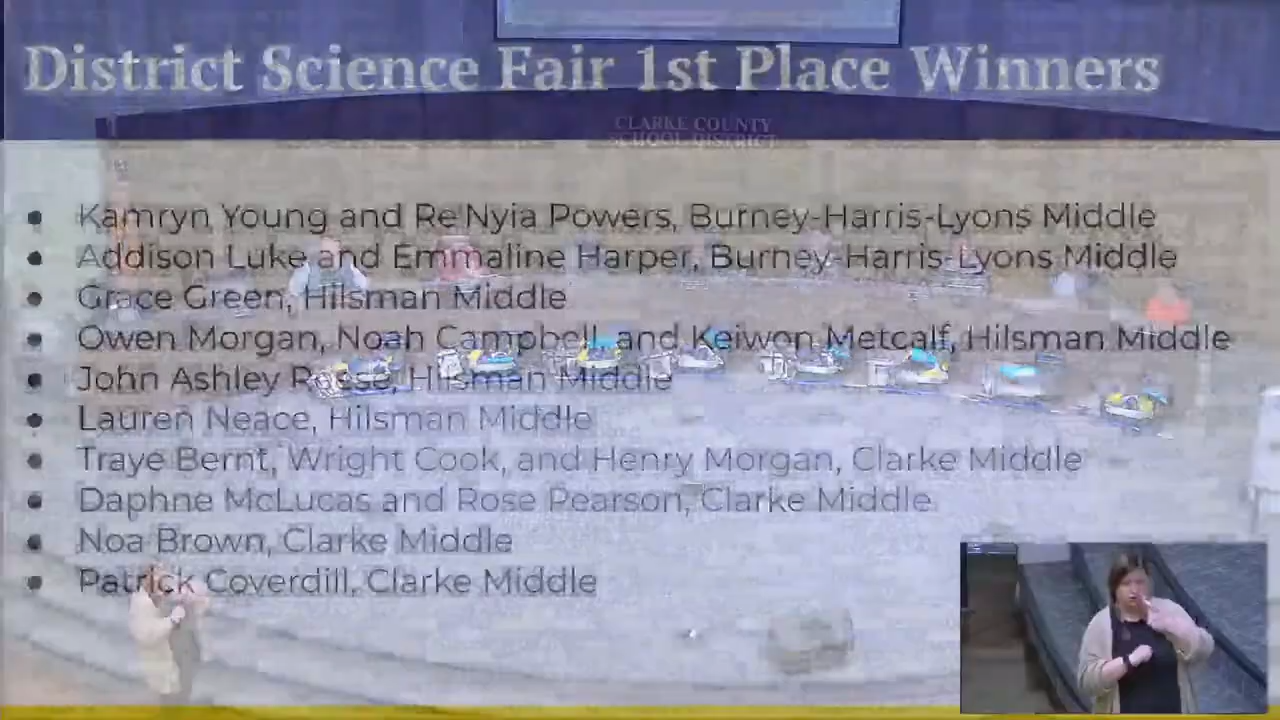 District Science Fair 1st Place Winners
CLARKE COUNTY
SCHOOL DISTRICT
• Kamryn Young and Re'Nyia Powers, Burney-Harris-Lyons Middle
• Addison Luke and Emmaline Harper, Burney-Harris-Lyons Middle
• Grace Green, Hilsman Middle
• Owen Morgan, Noah Campbell, and Keiwon Metcalf, Hilsman Middle
• John Ashley Reese, Hilsman Middle
• Lauren Neace, Hilsman Middle
• Traye Bernt, Wright Cook, and Henry Morgan, Clarke Middle
• Daphne McLucas and Rose Pearson, Clarke Middle
• Noa Brown, Clarke Middle
• Patrick Coverdill, Clarke Middle